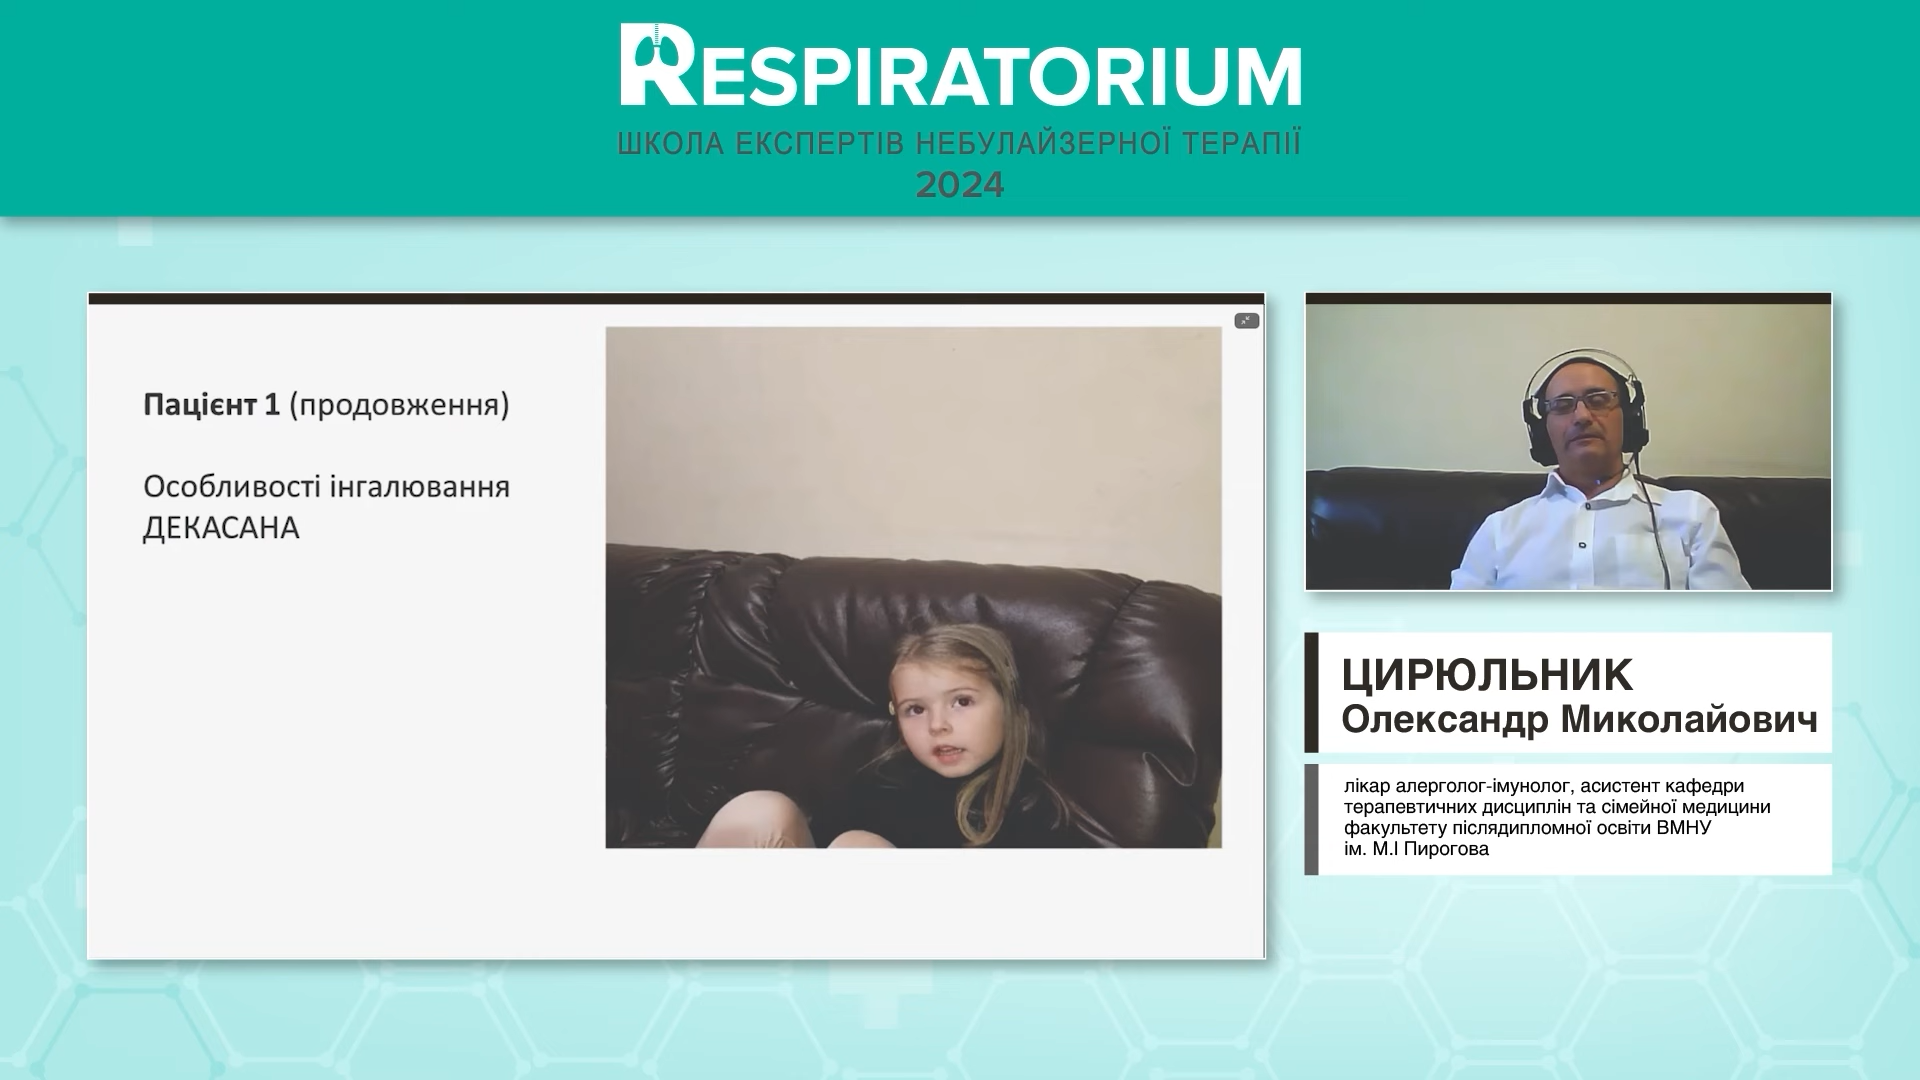 RESPIRATORIUM
ШКОЛА ЕКСПЕРТІВ НЕБУЛАЙЗЕРНОЇ ТЕРАПІЇ
2024
Пацієнт 1 (продовження)
Особливості інгалювання
ДЕКАСАНА
ЦИРЮЛЬНИК
Олександр Миколайович
лікар алерголог-імунолог, асистент кафедри
терапевтичних дисциплін та сімейної медицини
факультету післядипломної освіти ВМНУ
ім. М.І Пирогова